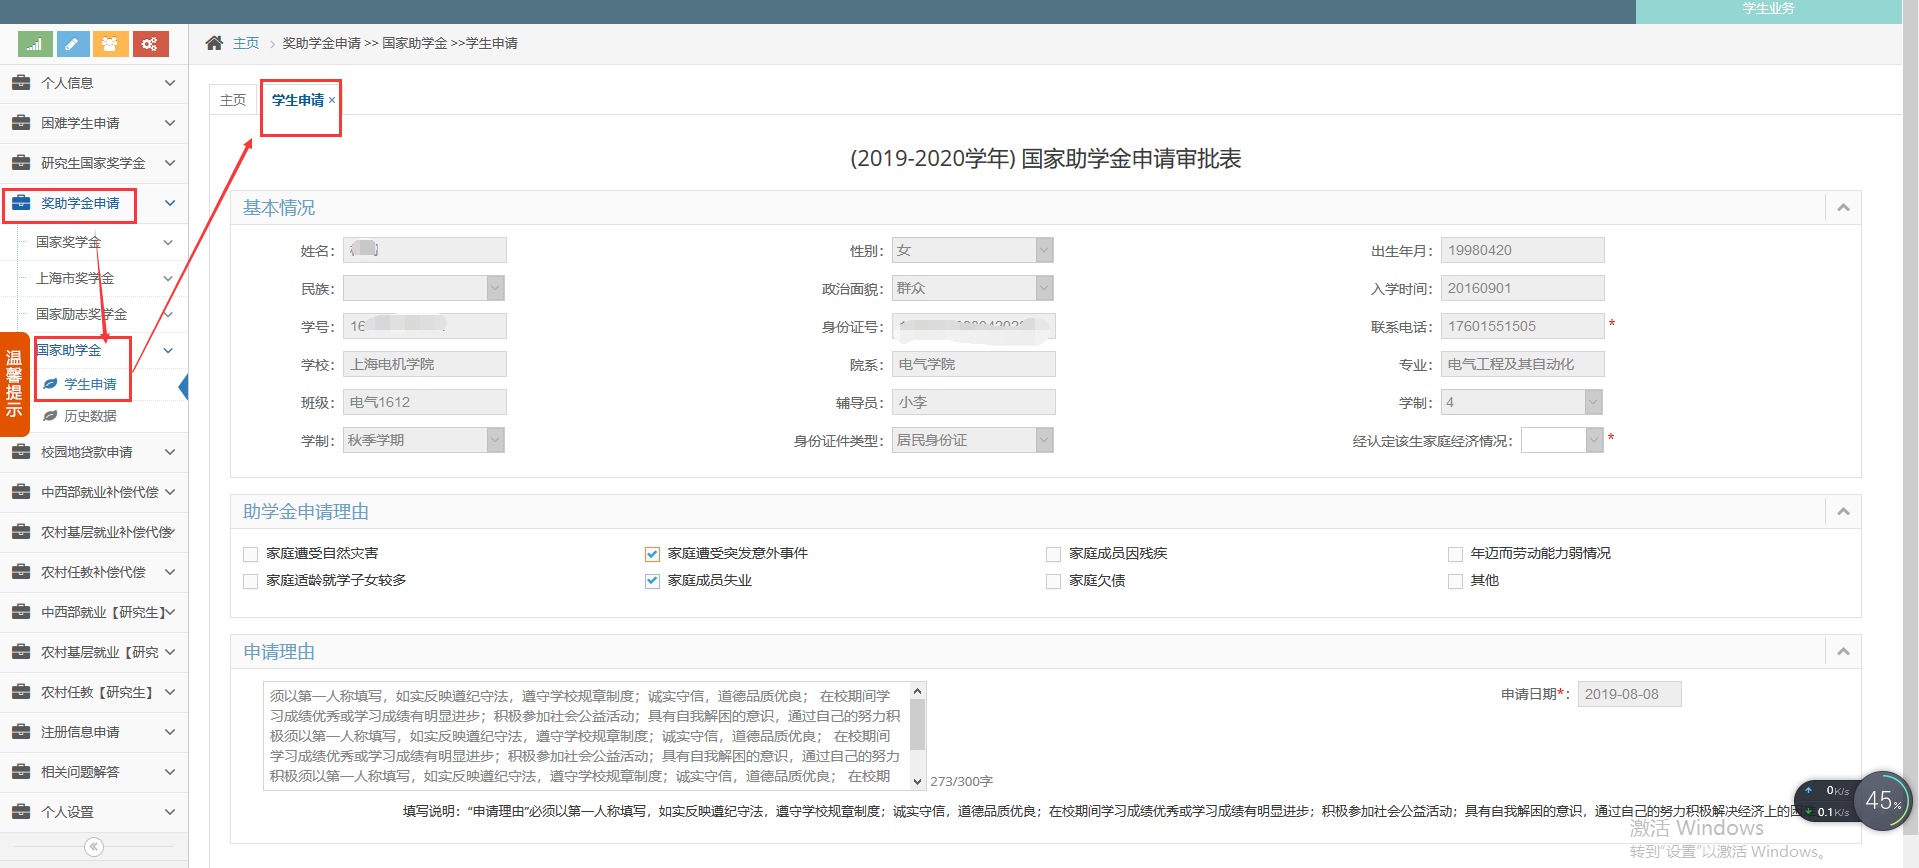 学生业务
主页 > 奖助学金申请 >> 国家助学金 >>学生申请
个人信息
困难学生申请
研究生国家奖学金
奖助学金申请
国家奖学金
上海市奖学金
国家励志奖学金
国家助学金
学生申请
历史数据
温馨提示
校园地贷款申请
中西部就业补偿代偿
农村基层就业补偿代偿
农村任教补偿代偿
中西部就业【研究生】
农村基层就业【研究
农村任教【研究生】
注册信息申请
相关问题解答
个人设置
主页 学生申请 ×
(2019-2020学年) 国家助学金申请审批表
基本情况
姓名： 性别： 女 出生年月： 19980420
民族： 政治面貌： 群众 入学时间： 20160901
学号： 16 身份证号： 联系电话： 17601551505 *
学校： 上海电机学院 院系： 电气学院 专业： 电气工程及其自动化
班级： 电气1612 辅导员： 小李 学制： 4
学制： 秋季学期 身份证件类型： 居民身份证 经认定该生家庭经济情况： *
助学金申请理由
家庭遭受自然灾害 家庭遭受突发意外事件 家庭成员因残疾 年迈而劳动能力弱情况
家庭适龄就学子女较多 家庭成员失业 家庭欠债 其他
申请理由
须以第一人称填写，如实反映遵纪守法，遵守学校规章制度；诚实守信，道德品质优良； 在校期间学
习成绩优秀或学习成绩有明显进步；积极参加社会公益活动；具有自我解困的意识，通过自己的努力积
极须以第一人称填写，如实反映遵纪守法，遵守学校规章制度；诚实守信，道德品质优良； 在校期间
学习成绩优秀或学习成绩有明显进步；积极参加社会公益活动；具有自我解困的意识，通过自己的努力
积极须以第一人称填写，如实反映遵纪守法，遵守学校规章制度；诚实守信，道德品质优良； 在校期
273/300字
申请日期*： 2019-08-08
填写说明：“申请理由”必须以第一人称填写，如实反映遵纪守法，遵守学校规章制度；诚实守信，道德品质优良；在校期间学习成绩优秀或学习成绩有明显进步；积极参加社会公益活动；具有自我解困的意识，通过自己的努力积极解决经济上的困
0K/s
0.1K/s
45%
激活 Windows
转到“设置”以激活 Windows。